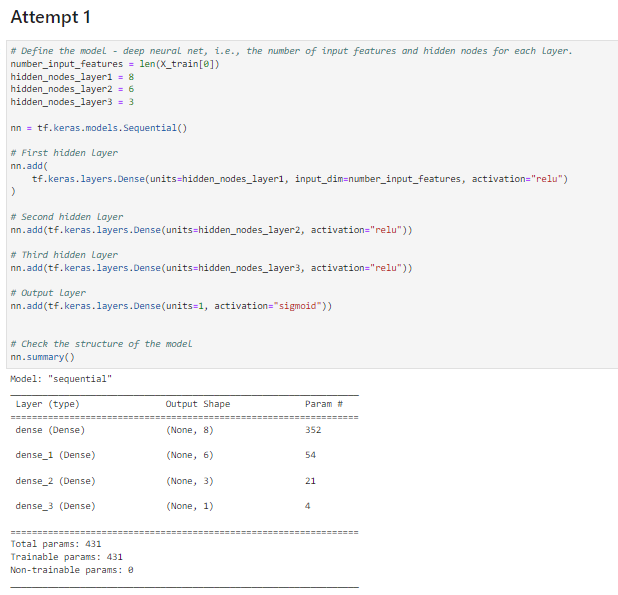 Attempt 1
# Define the model - deep neural net, i.e., the number of input features and hidden nodes for each layer.
number_input_features = len(X_train[0])
hidden_nodes_layer1 = 8
hidden_nodes_layer2 = 6
hidden_nodes_layer3 = 3
nn = tf.keras.models.Sequential()
# First hidden layer
nn.add(
    tf.keras.layers.Dense(units=hidden_nodes_layer1, input_dim=number_input_features, activation="relu")
)
# Second hidden layer
nn.add(tf.keras.layers.Dense(units=hidden_nodes_layer2, activation="relu"))
# Third hidden layer
nn.add(tf.keras.layers.Dense(units=hidden_nodes_layer3, activation="relu"))
# Output layer
nn.add(tf.keras.layers.Dense(units=1, activation="sigmoid"))
# Check the structure of the model
nn.summary()
Model: "sequential"
Layer (type) Output Shape Param #
dense (Dense) (None, 8) 352
dense_1 (Dense) (None, 6) 54
dense_2 (Dense) (None, 3) 21
dense_3 (Dense) (None, 1) 4
Total params: 431
Trainable params: 431
Non-trainable params: 0